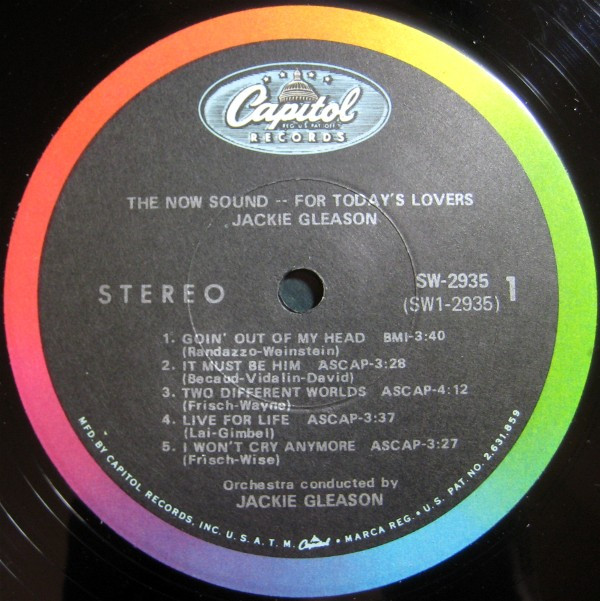 Capitol
REG. U.S. PAT. OFF.
RECORDS
THE NOW SOUND -- FOR TODAY'S LOVERS
JACKIE GLEASON
STEREO
SW-2935
(SW1-2935)
1
1. GOIN' OUT OF MY HEAD BMI-3:40
(Randazzo-Weinstein)
2. IT MUST BE HIM ASCAP-3:28
(Becaud-Vidalin-David)
3. TWO DIFFERENT WORLDS ASCAP-4:12
(Frisch-Wayne)
4. LIVE FOR LIFE ASCAP-3:37
(Lai-Gimbel)
5. I WON'T CRY ANYMORE ASCAP-3:27
(Frisch-Wise)
Orchestra conducted by
JACKIE GLEASON
MFD. BY CAPITOL RECORDS, INC. U.S.A. T.M. Capitol • MARCA REG. • U.S. PAT. NO. 2,631,859